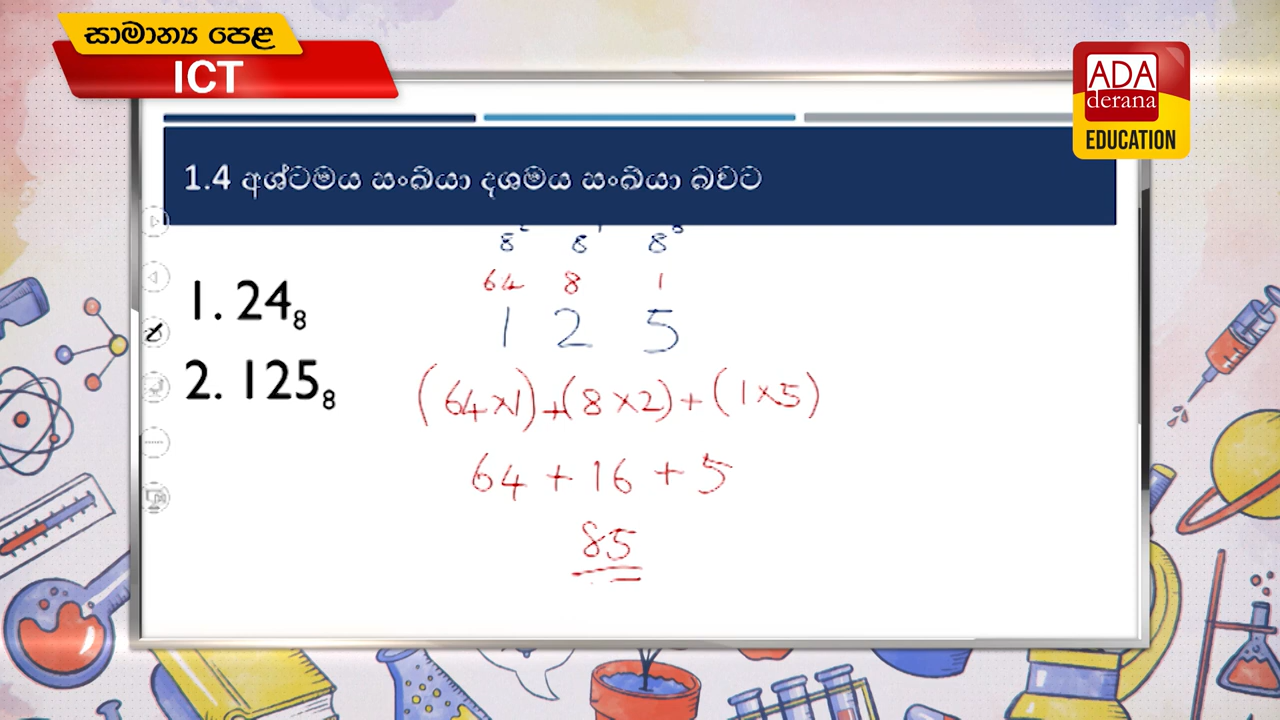 සාමාන්‍ය පෙළ
ICT
ADA
derana
EDUCATION
1.4 අශ්ටමය සංඛ්යා දශමය සංඛ්යා බවට
8² 8¹ 8⁰
64 8 1
1. 24₈
1 2 5
2. 125₈
(64×1)+(8×2)+(1×5)
64+16+5
85